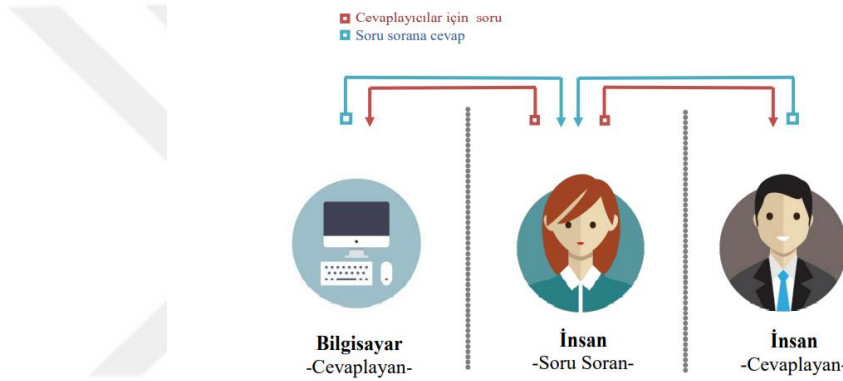 Cevaplayıcılar için soru
Soru sorana cevap
Bilgisayar
-Cevaplayan-
İnsan
-Soru Soran-
İnsan
-Cevaplayan-